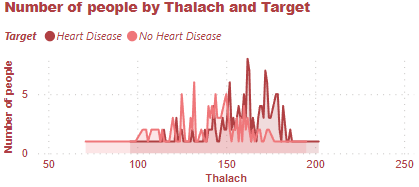 Number of people by Thalach and Target
Target Heart Disease No Heart Disease
Number of people
5
0
50 100 150 200 250
Thalach